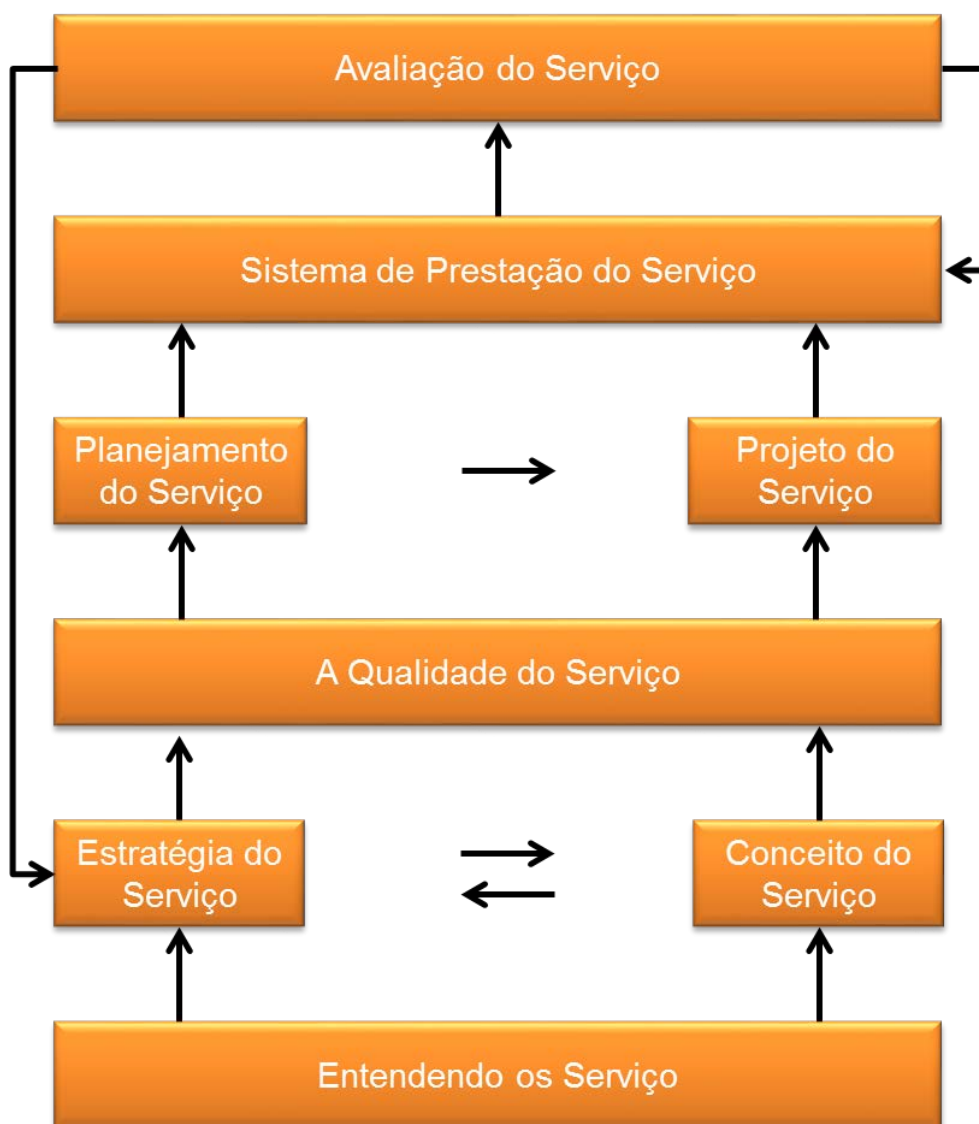 Avaliação do Serviço
Sistema de Prestação do Serviço
Planejamento
do Serviço
Projeto do
Serviço
A Qualidade do Serviço
Estratégia do
Serviço
Conceito do
Serviço
Entendendo os Serviço